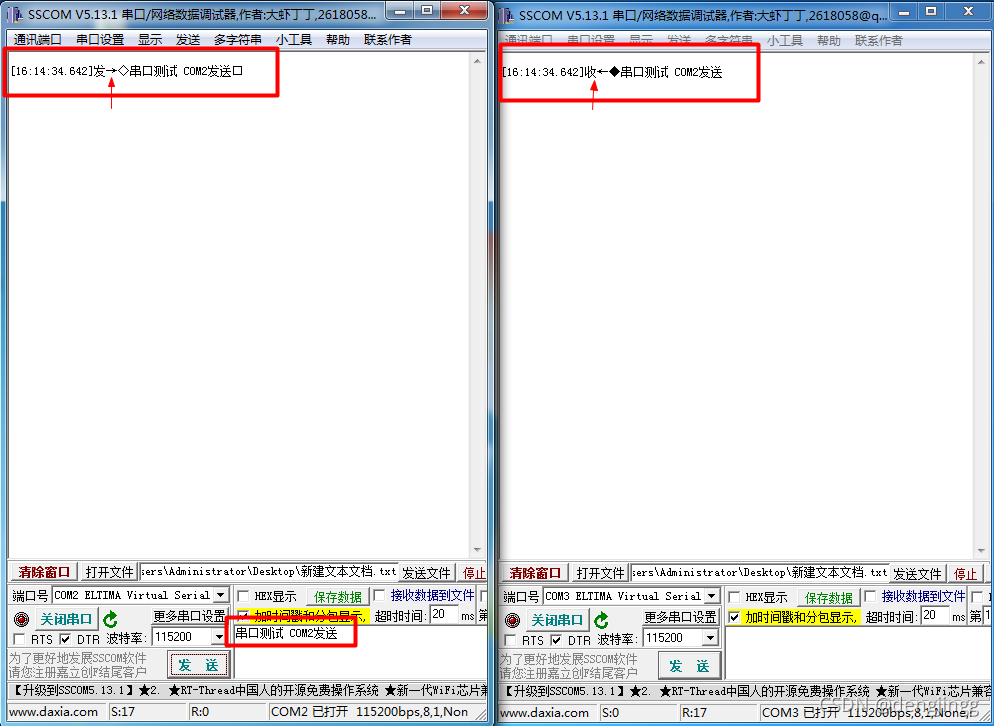 SSCOM V5.13.1 串口/网络数据调试器,作者:大虾丁丁,2618058...
通讯端口 串口设置 显示 发送 多字符串 小工具 帮助 联系作者
[16:14:34.642]发→◇串口测试 COM2发送口
清除窗口 打开文件 sers\Administrator\Desktop\新建文本文档.txt 发送文件 停止
端口号 COM2 ELTIMA Virtual Serial HEX显示 保存数据 接收数据到文件
关闭串口 更多串口设置 加时间戳和分包显示, 超时时间: 20 ms 第
RTS DTR 波特率: 115200 串口测试 COM2发送
为了更好地发展SSCOM软件
请您注册嘉立创F结尾客户
发 送
【升级到SSCOM5.13.1】★2. ★RT-Thread中国人的开源免费操作系统 ★新一代WiFi芯片兼
www.daxia.com S:17 R:0 COM2 已打开 115200bps,8,1,Non
SSCOM V5.13.1 串口/网络数据调试器,作者:大虾丁丁,2618058@q...
通讯端口 串口设置 显示 发送 多字符串 小工具 帮助 联系作者
[16:14:34.642]收←◆串口测试 COM2发送
清除窗口 打开文件 sers\Administrator\Desktop\新建文本文档.txt 发送文件 停止
端口号 COM3 ELTIMA Virtual Serial HEX显示 保存数据 接收数据到文件
关闭串口 更多串口设置 加时间戳和分包显示, 超时时间: 20 ms 第1
RTS DTR 波特率: 115200
为了更好地发展SSCOM软件
请您注册嘉立创F结尾客户
发 送
【升级到SSCOM5.13.1】★2. ★RT-Thread中国人的开源免费操作系统 ★新一代WiFi芯片兼容
www.daxia.com S:0 R:17 COM3 已打开 115200bps,8,1,Non
CSDN @dengjingg